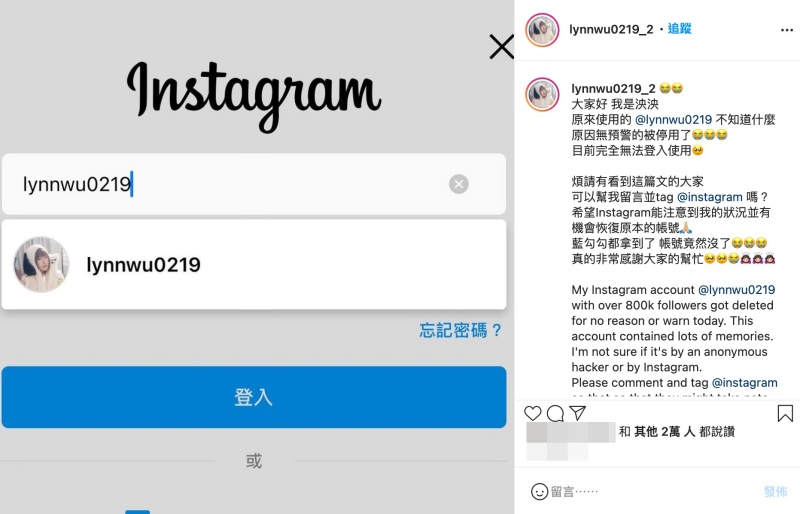 Instagram
lynnwu0219
lynnwu0219
忘記密碼？
登入
或
lynnwu0219_2 • 追蹤
lynnwu0219_2 😭😭
大家好 我是泱泱
原來使用的 @lynnwu0219 不知道什麼
原因無預警的被停用了😭😭😭
目前完全無法登入使用🥺
煩請有看到這篇文的大家
可以幫我留言並tag @instagram 嗎？
希望Instagram能注意到我的狀況並有
機會恢復原本的帳號🙏🏻
藍勾勾都拿到了 帳號竟然沒了😭😭😭
真的非常感謝大家的幫忙🥺🥺😭🙇🏻‍♀️🙇🏻‍♀️🙇🏻‍♀️
My Instagram account @lynnwu0219
with over 800k followers got deleted
for no reason or warn today. This
account contained lots of memories.
I'm not sure if it's by an anonymous
hacker or by Instagram.
Please comment and tag @instagram
和 其他 2萬 人 都說讚
留言⋯⋯
發佈